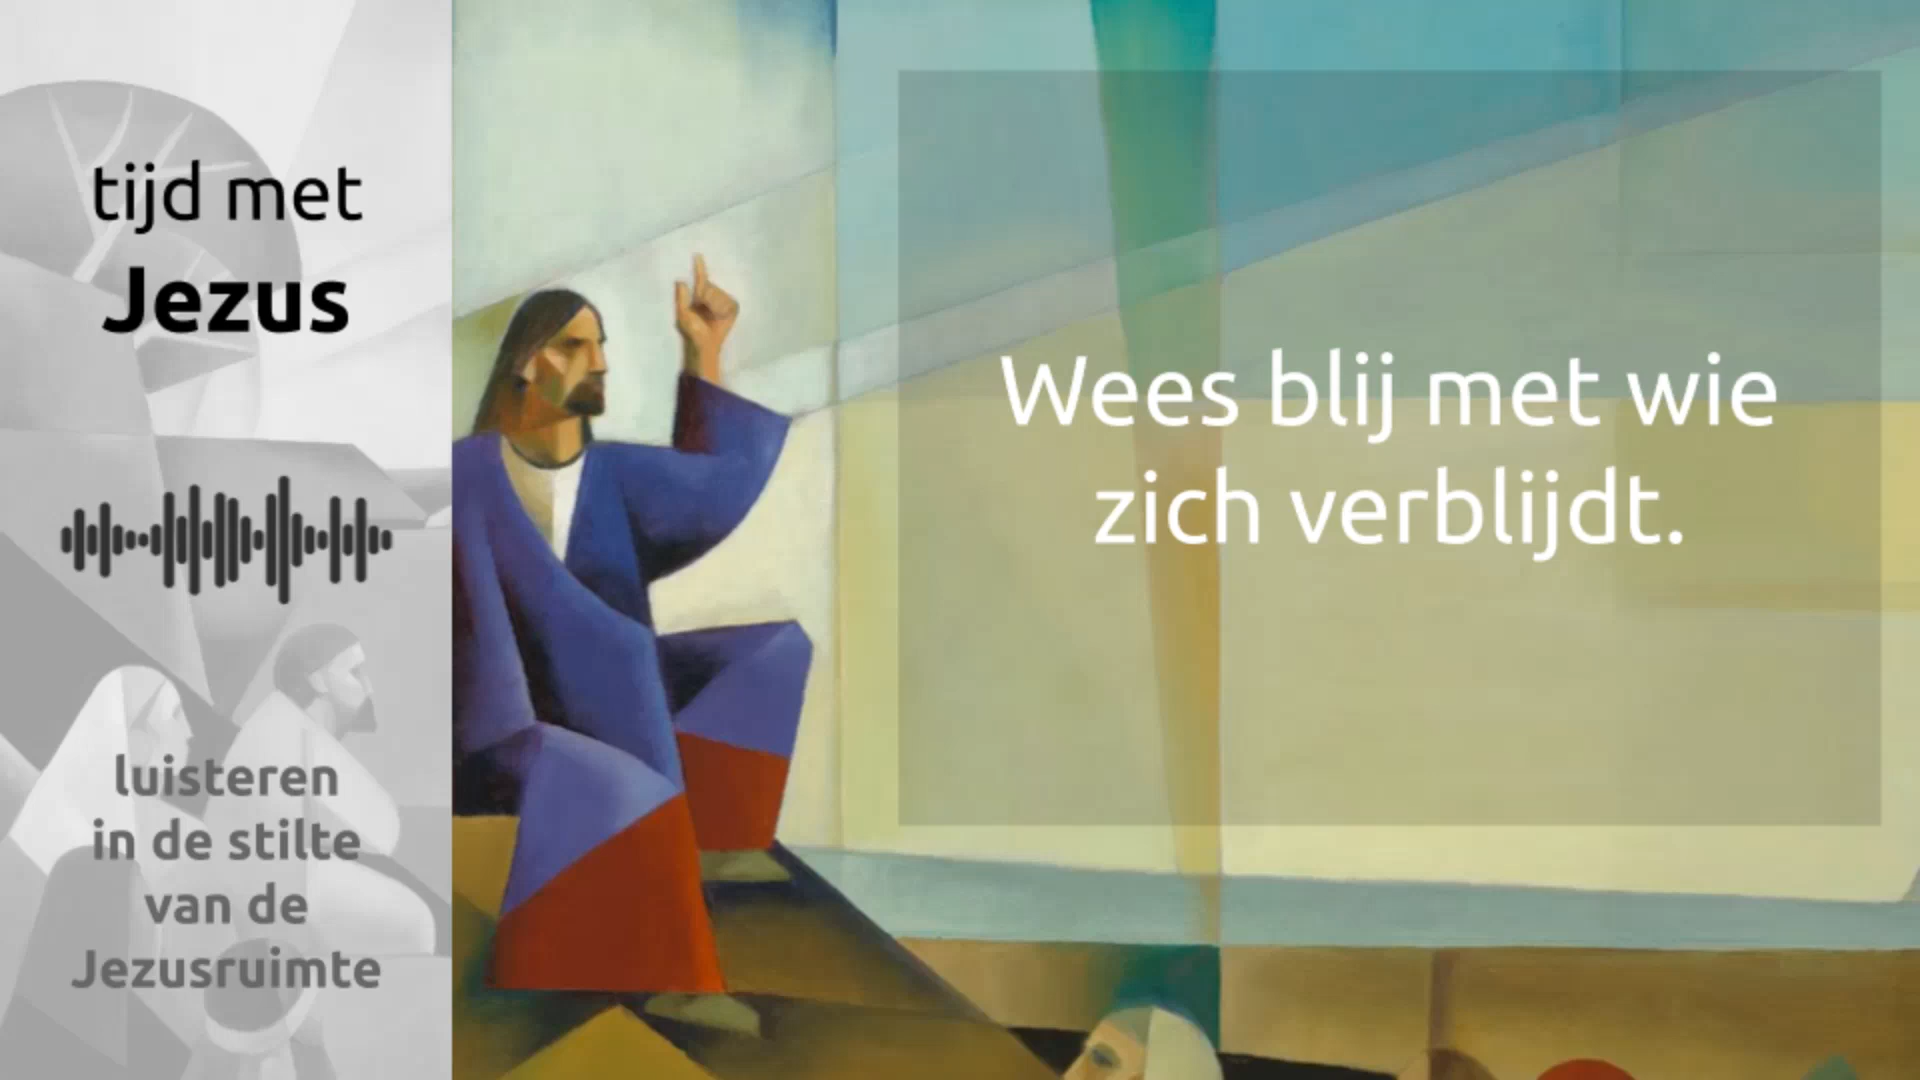 tijd met
Jezus
luisteren
in de stilte
van de
Jezusruimte
Wees blij met wie
zich verblijdt.